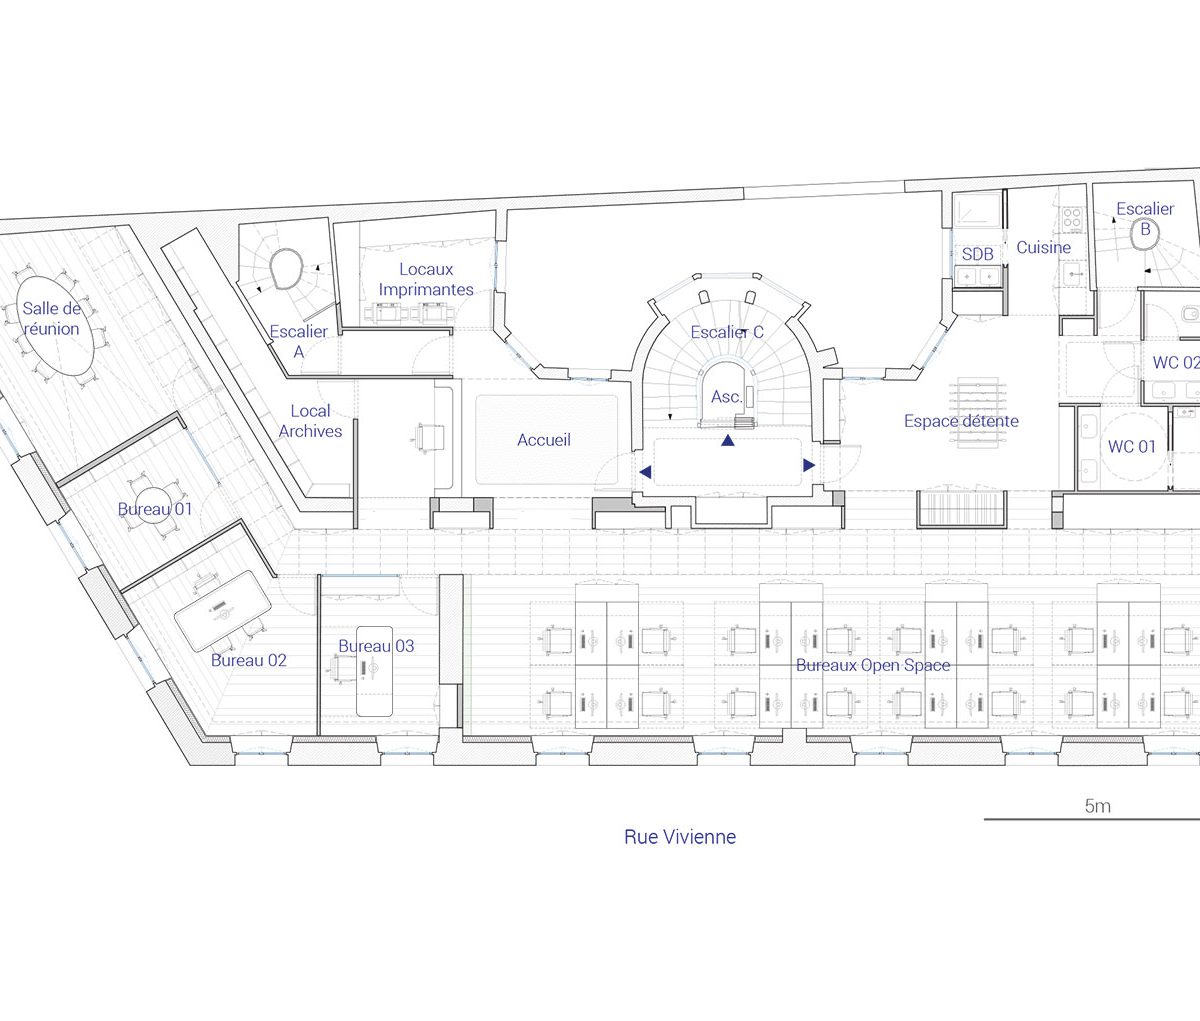 Escalier
B
SDB
Cuisine
Locaux
Imprimantes
Salle de
réunion
Escalier
A
Escalier C
WC 02
Asc.
Local
Archives
Accueil
Espace détente
WC 01
Bureau 01
Bureau 02
Bureau 03
Bureaux Open Space
5m
Rue Vivienne